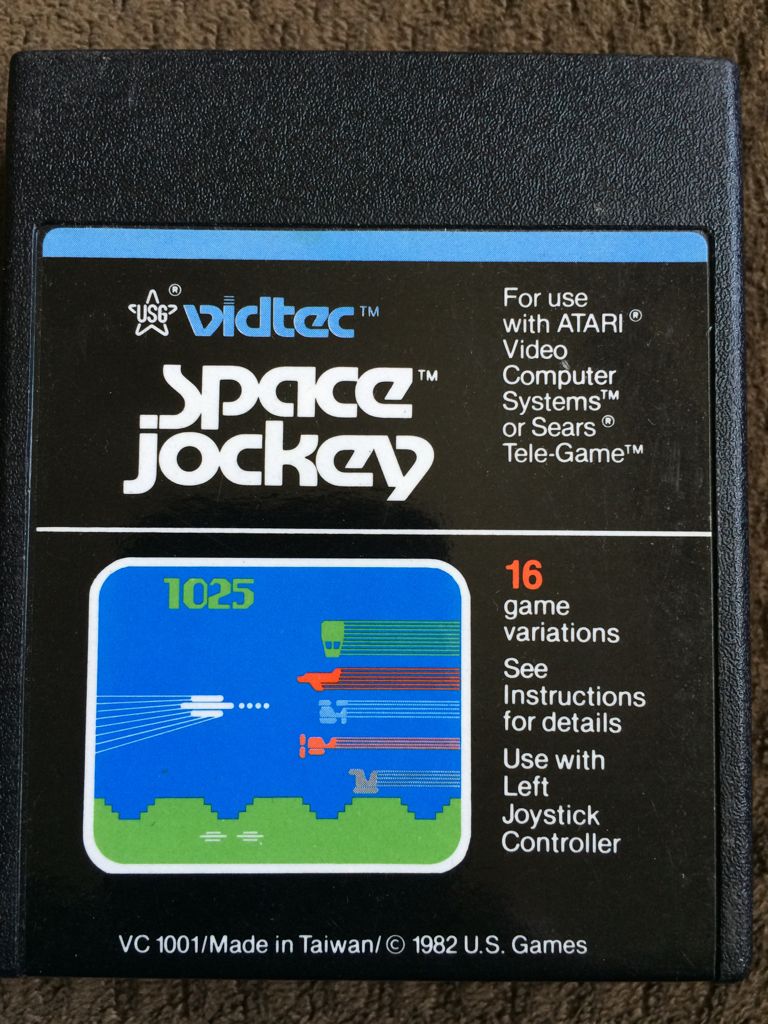 USG® vidtec™
space™
jockey
For use
with ATARI®
Video
Computer
Systems™
or Sears®
Tele-Game™
1025
16
game
variations
See
Instructions
for details
Use with
Left
Joystick
Controller
VC 1001/Made in Taiwan/© 1982 U.S. Games